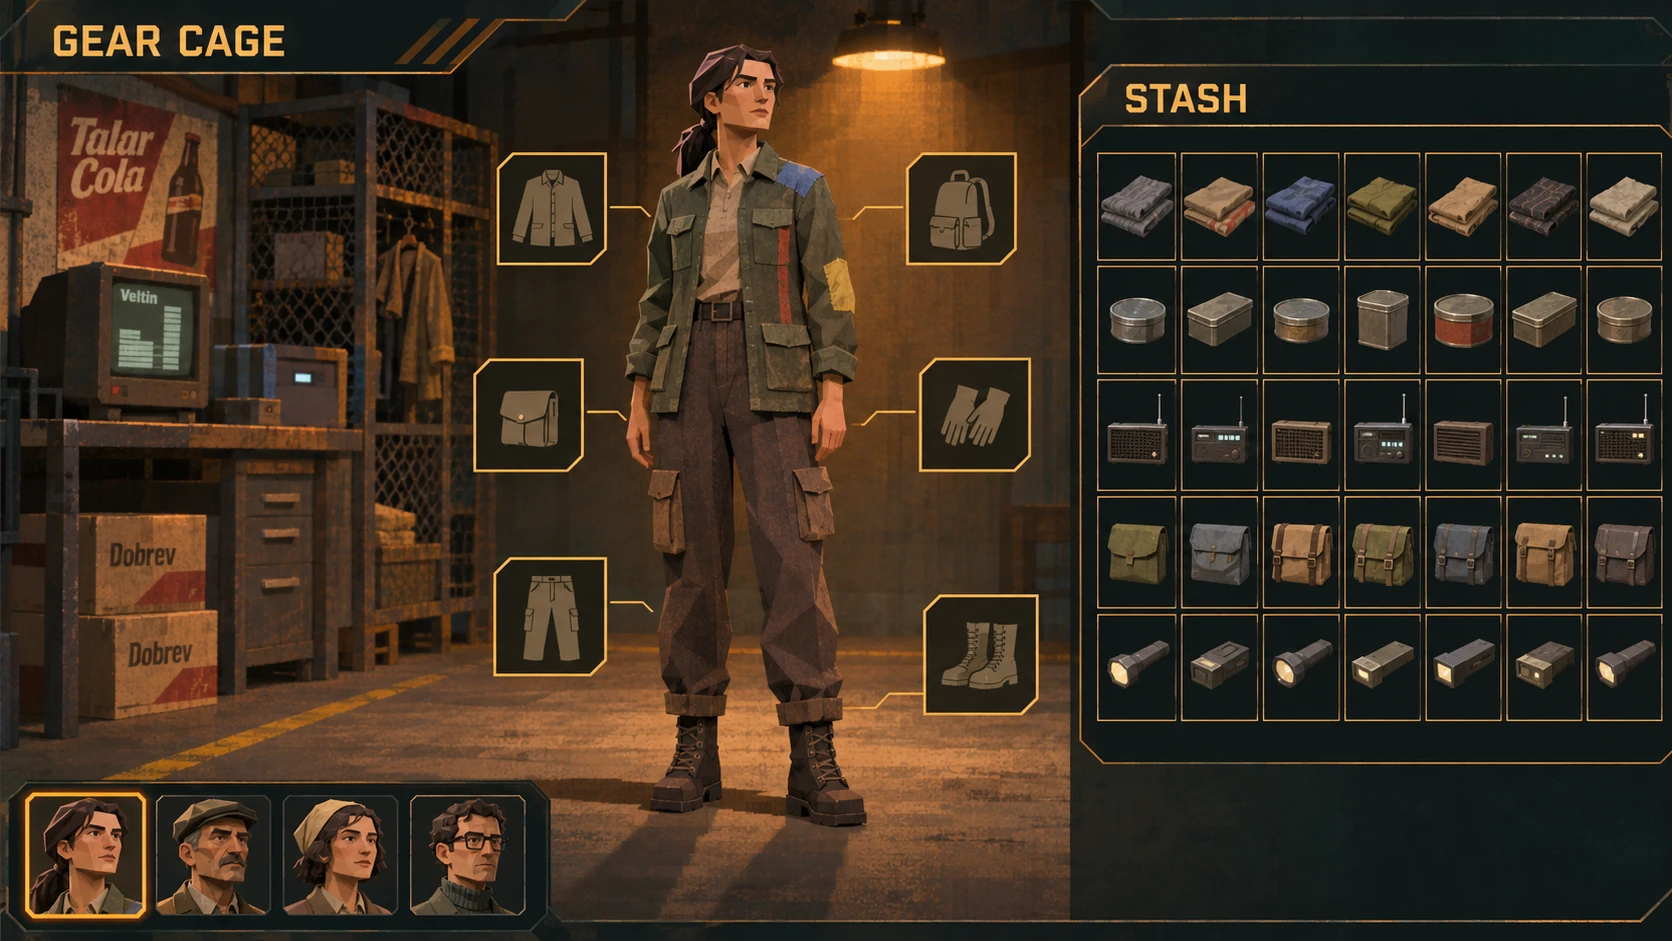 GEAR CAGE
STASH
Talar
Cola
Veltin
Dobrev
Dobrev